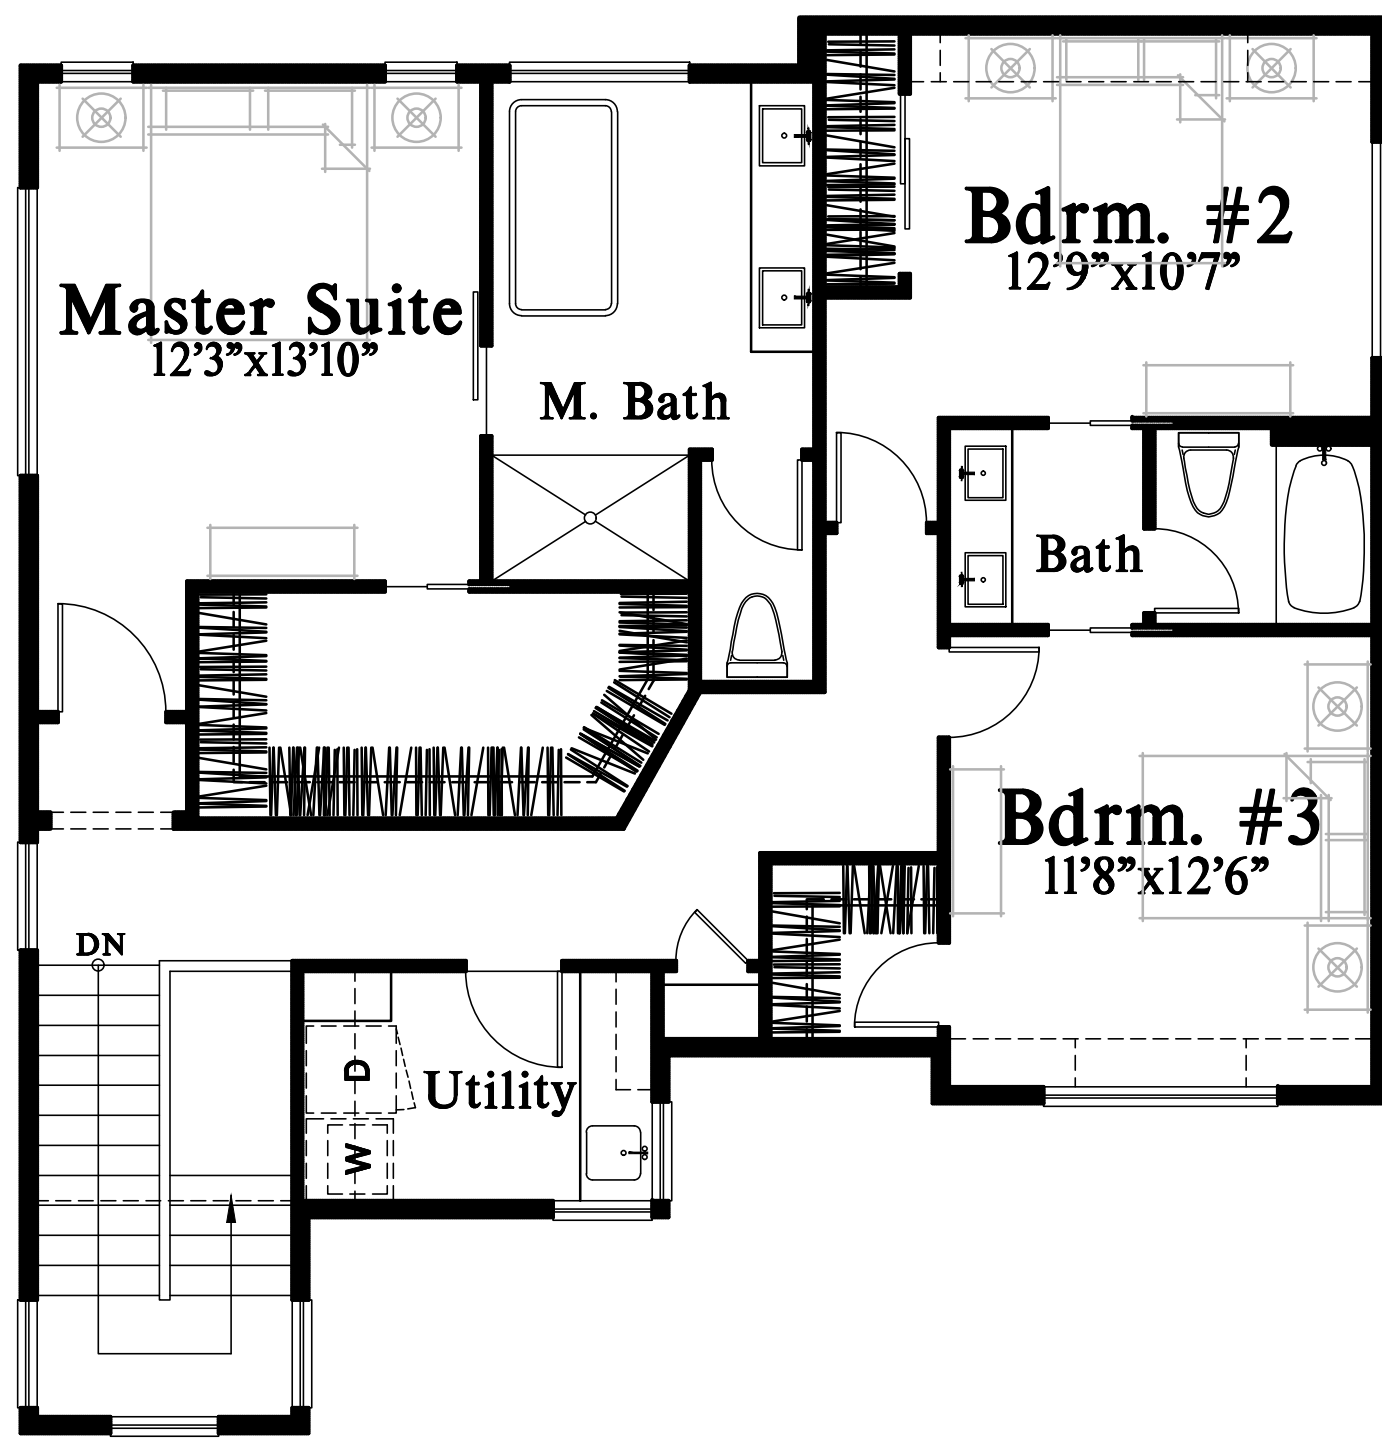 Master Suite
12'3"x13'10"
M. Bath
Bdrm. #2
12'9"x10'7"
Bath
Bdrm. #3
11'8"x12'6"
DN
Utility
D
W